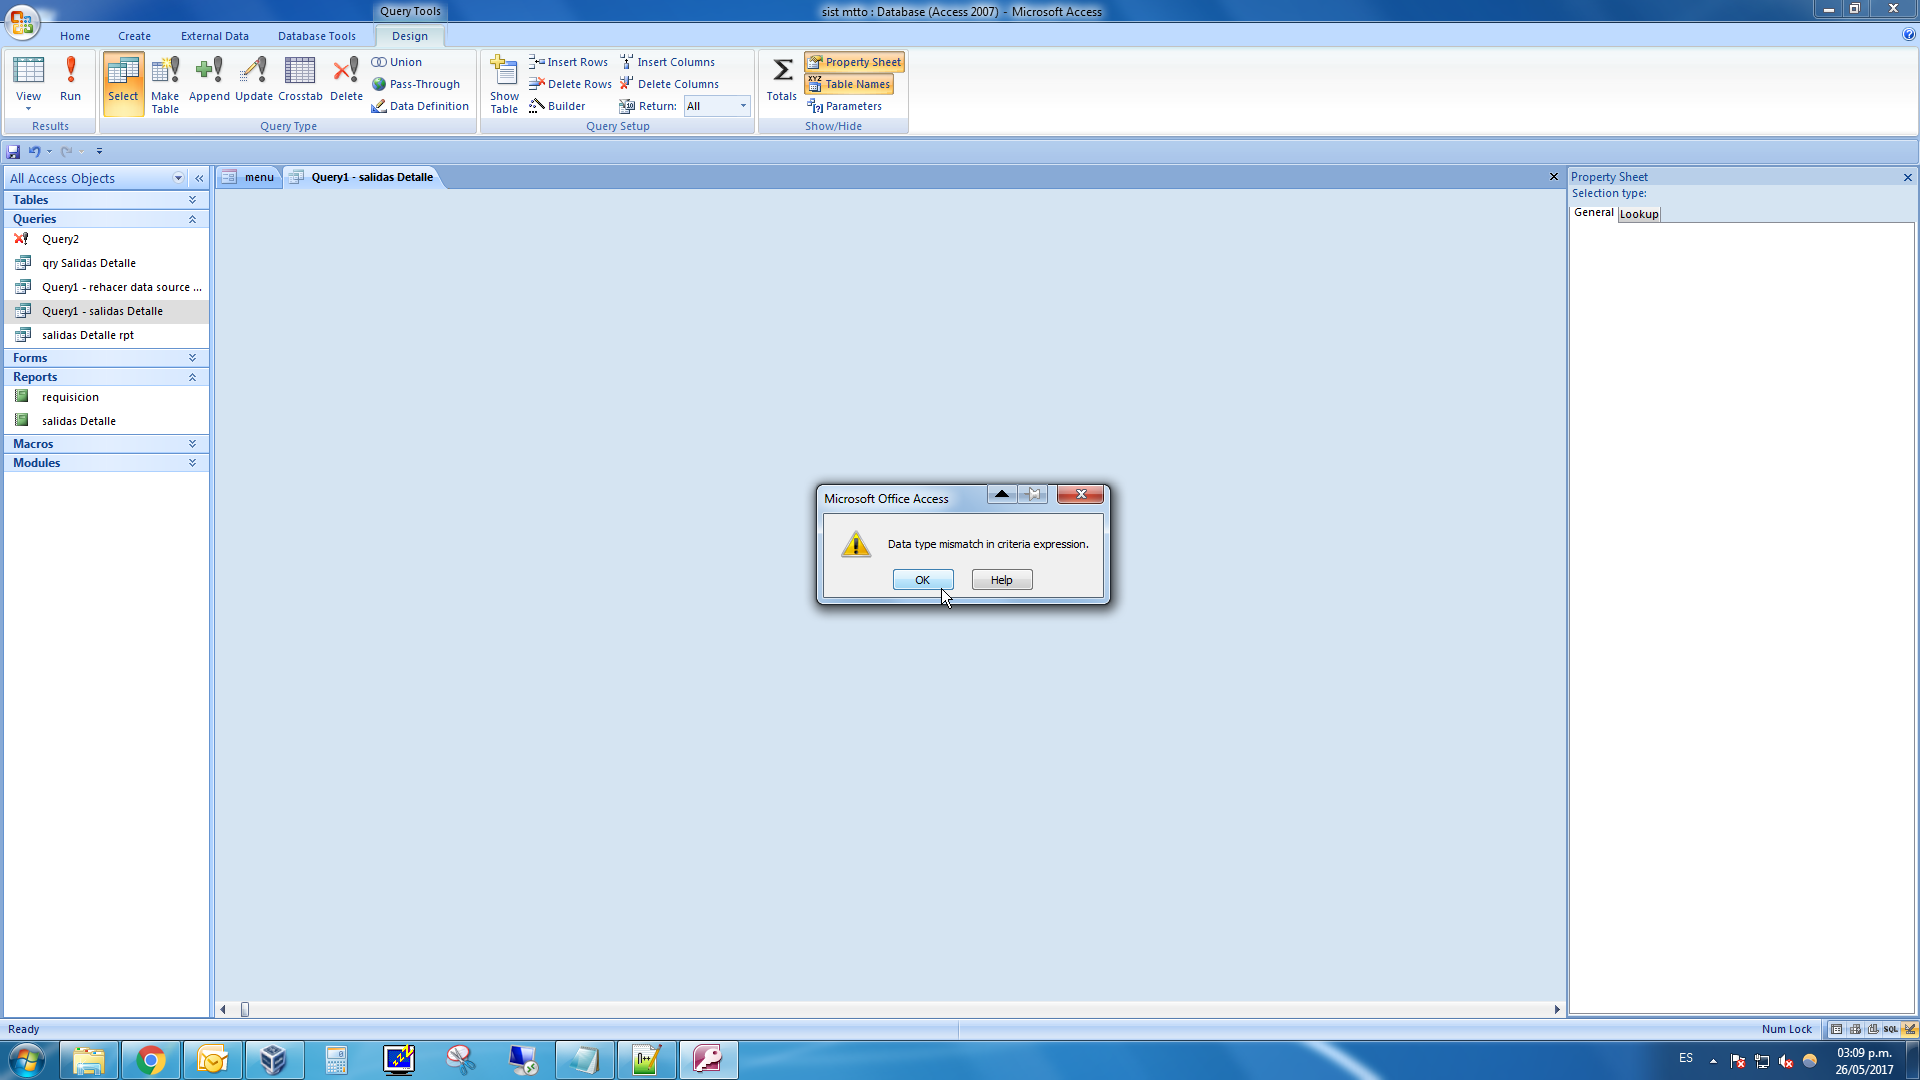 Query Tools
sist mtto : Database (Access 2007) - Microsoft Access
Home Create External Data Database Tools Design
View Run Select Make Table Append Update Crosstab Delete
Union
Pass-Through
Data Definition
Show Table
Insert Rows
Delete Rows
Builder
Insert Columns
Delete Columns
Return: All
Totals
Property Sheet
Table Names
Parameters
Results Query Type Query Setup Show/Hide
All Access Objects
Tables
Queries
Query2
qry Salidas Detalle
Query1 - rehacer data source ...
Query1 - salidas Detalle
salidas Detalle rpt
Forms
Reports
requisicion
salidas Detalle
Macros
Modules
menu
Query1 - salidas Detalle
Microsoft Office Access
Data type mismatch in criteria expression.
OK Help
Property Sheet
Selection type:
General Lookup
Ready
Num Lock
SQL
ES
03:09 p.m.
26/05/2017